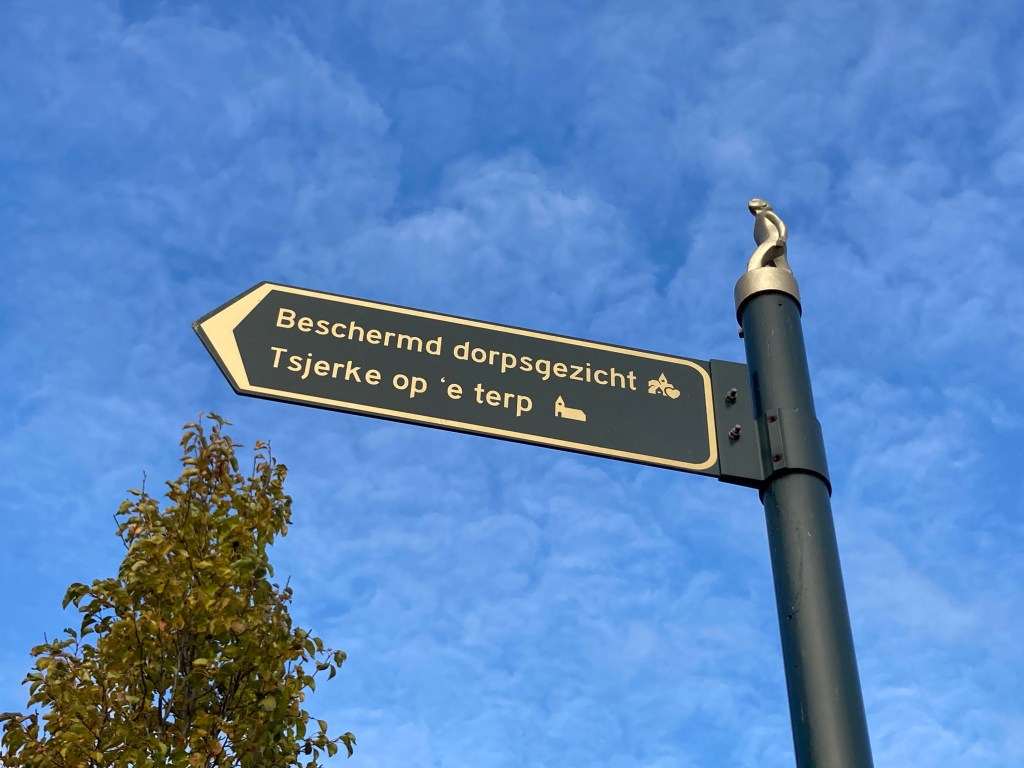 Beschermd dorpsgezicht
Tsjerke op ‘e terp